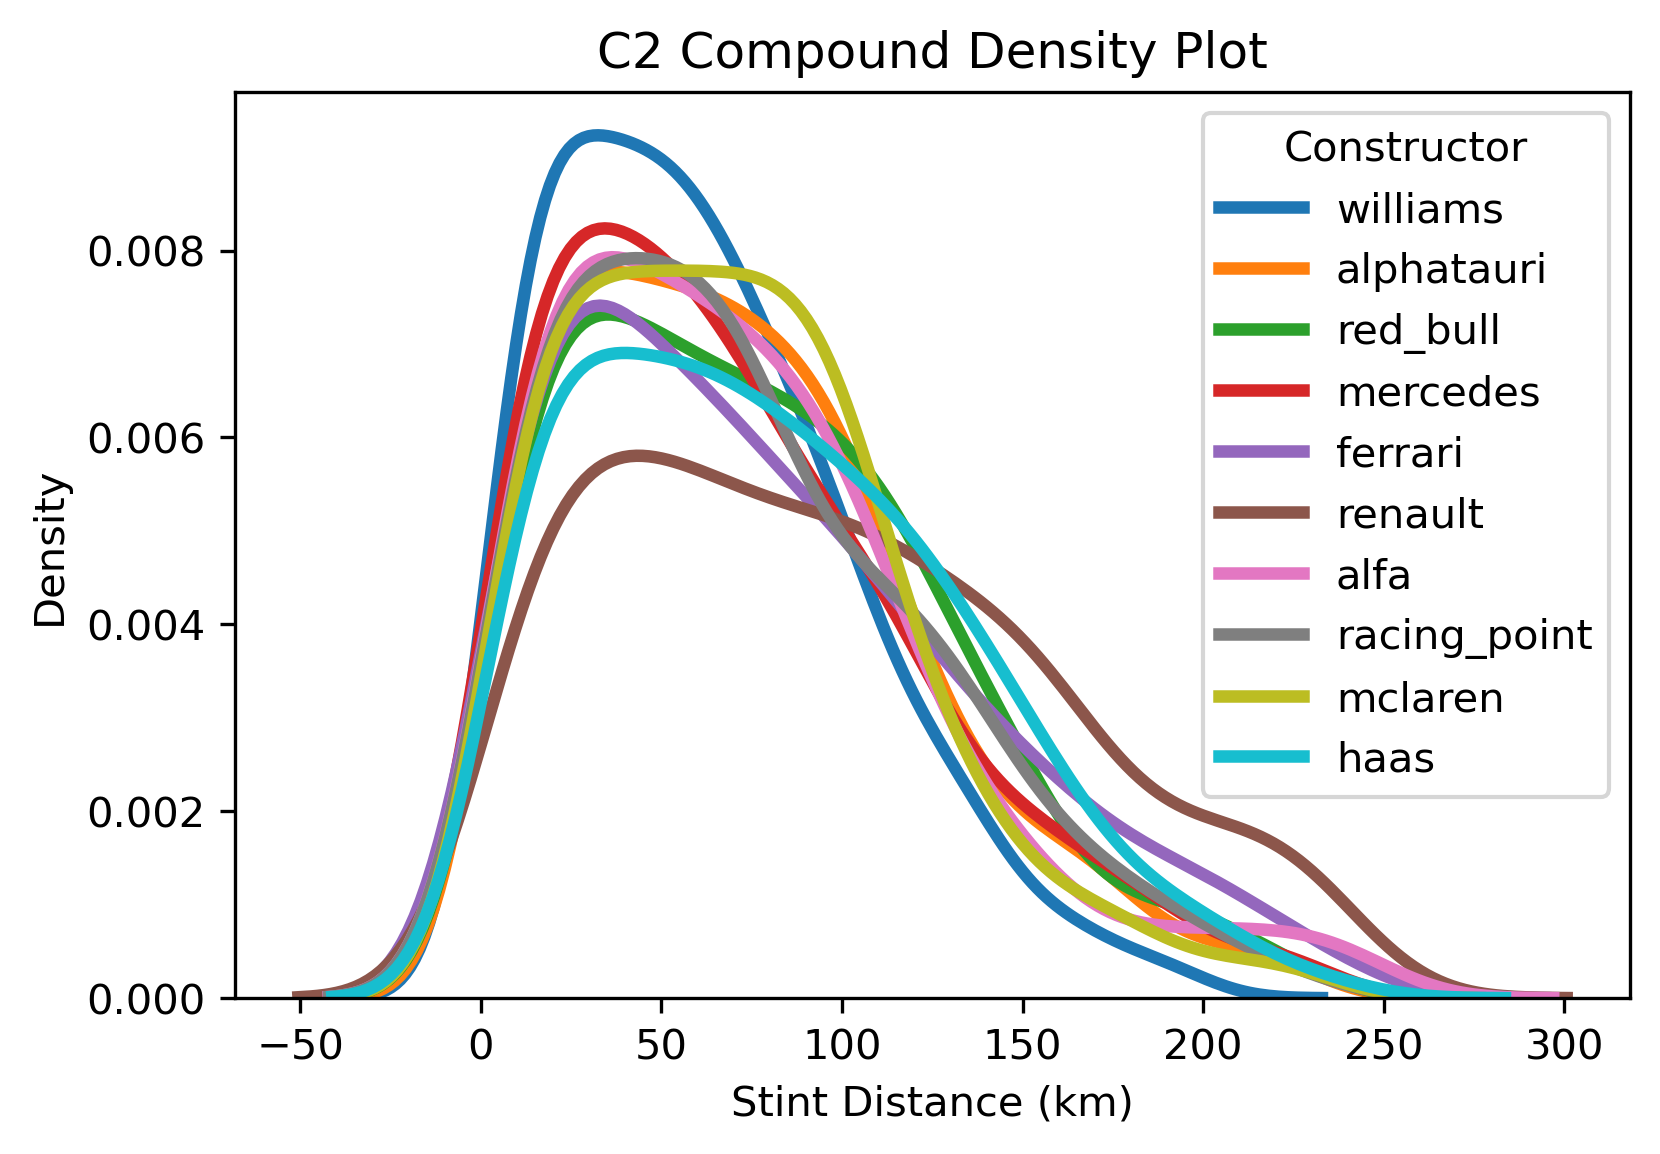 C2 Compound Density Plot
Constructor
williams
alphatauri
red_bull
mercedes
ferrari
renault
alfa
racing_point
mclaren
haas
Density
0.008
0.006
0.004
0.002
0.000
−50 0 50 100 150 200 250 300
Stint Distance (km)